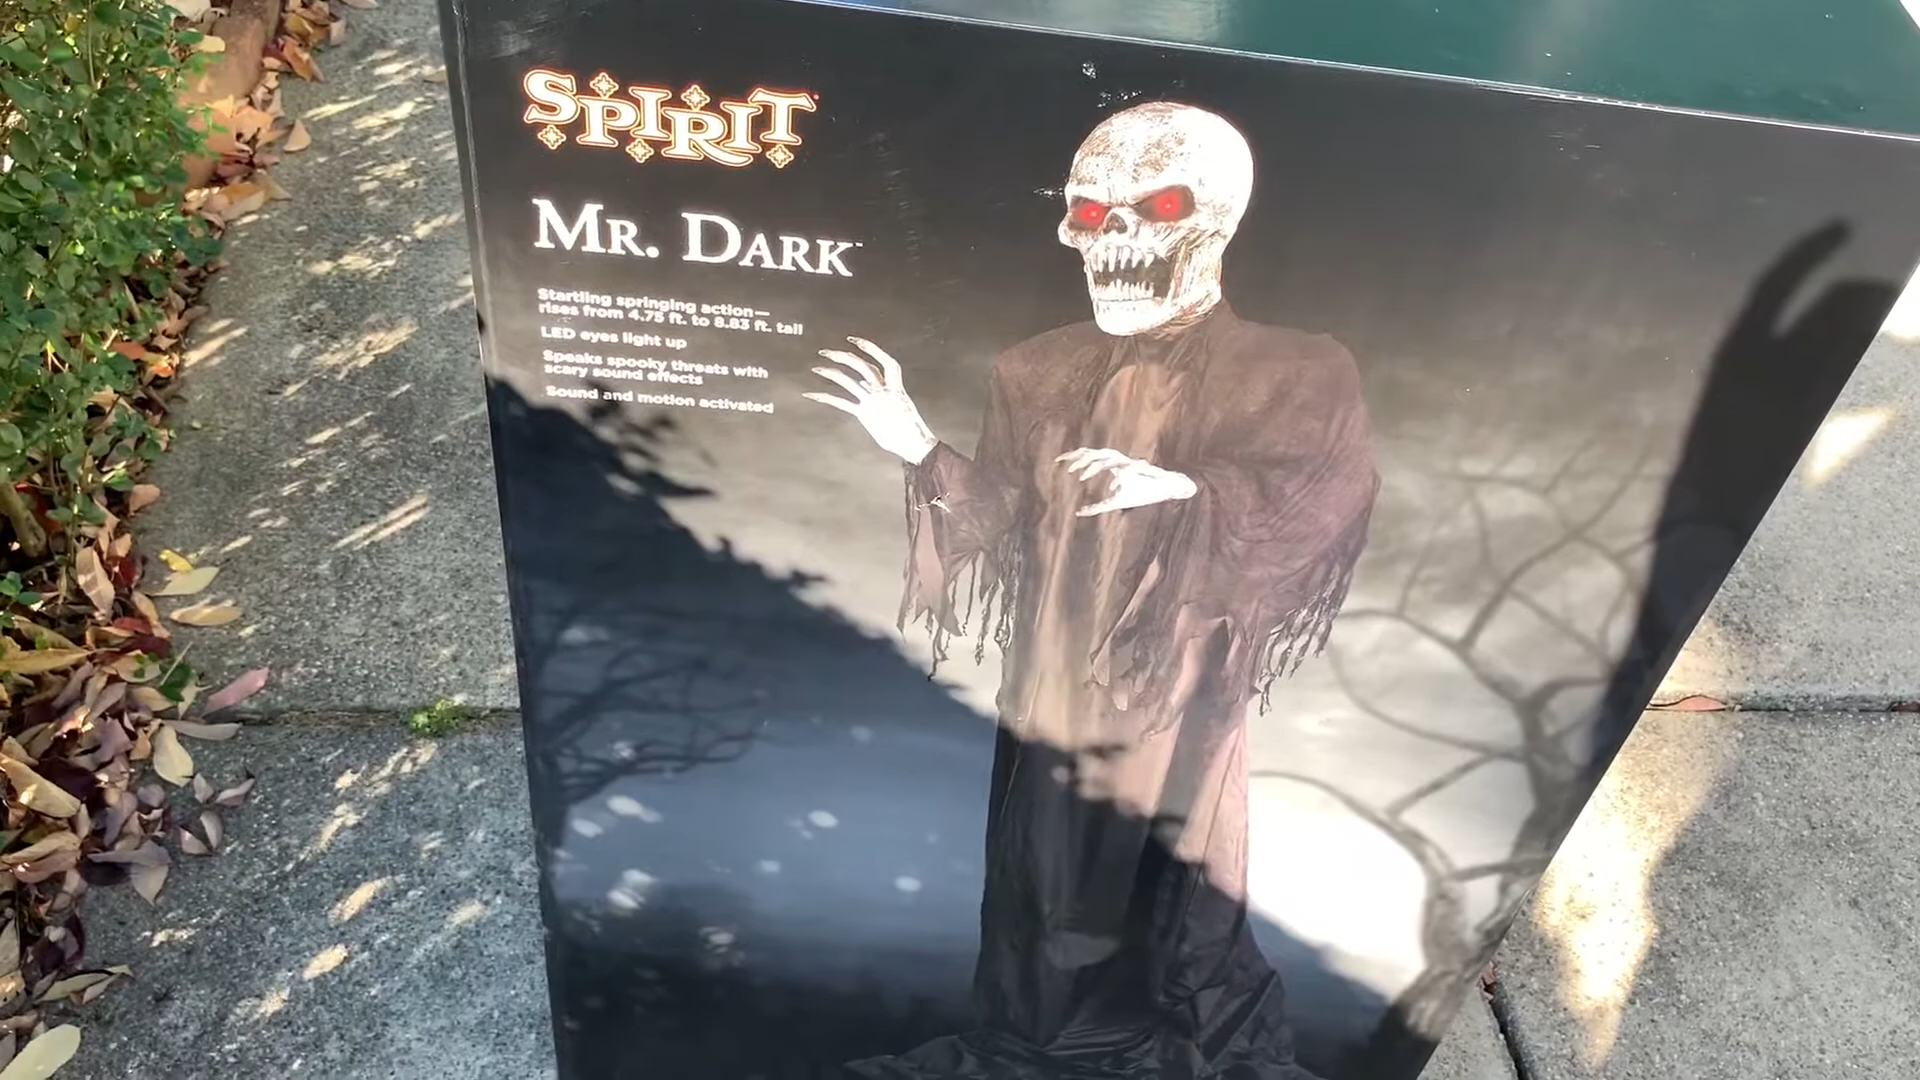 SPIRIT
MR. DARK™
Startling springing action—
rises from 4.75 ft. to 8.83 ft. tall
LED eyes light up
Speaks spooky threats with
scary sound effects
Sound and motion activated